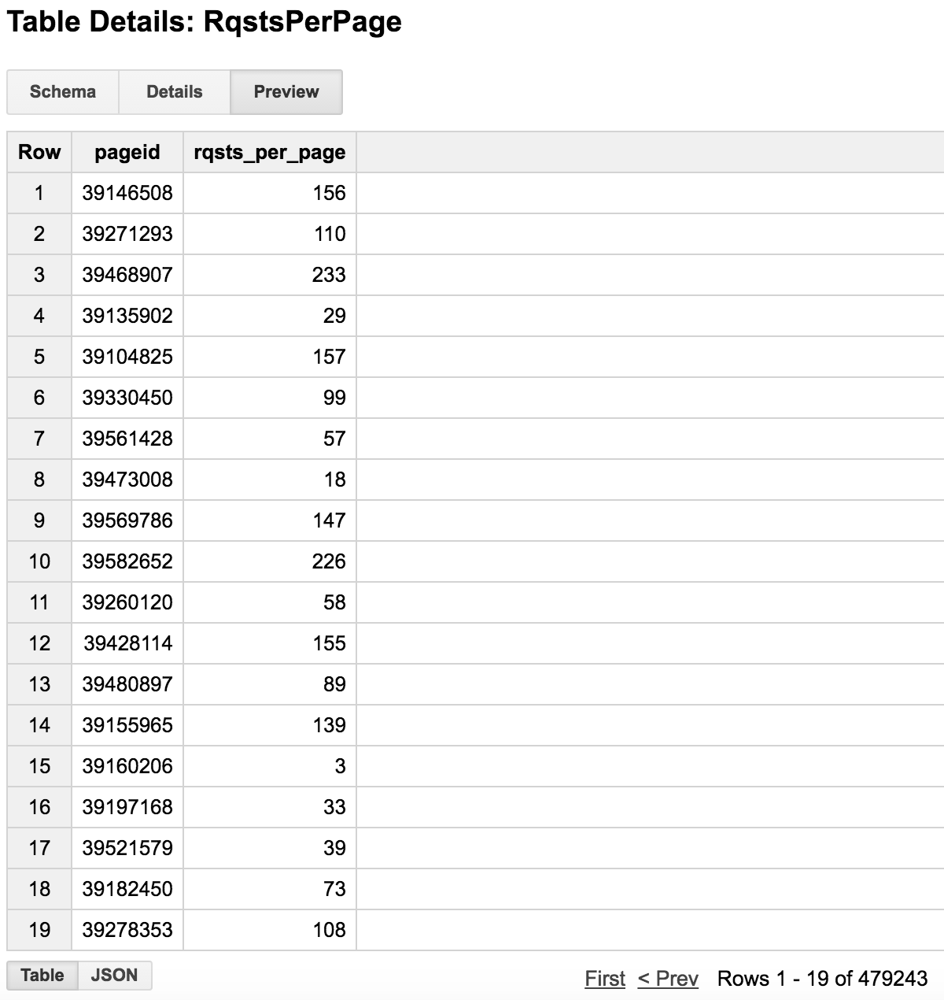 Table Details: RqstsPerPage
Schema Details Preview
Row pageid rqsts_per_page
1 39146508 156
2 39271293 110
3 39468907 233
4 39135902 29
5 39104825 157
6 39330450 99
7 39561428 57
8 39473008 18
9 39569786 147
10 39582652 226
11 39260120 58
12 39428114 155
13 39480897 89
14 39155965 139
15 39160206 3
16 39197168 33
17 39521579 39
18 39182450 73
19 39278353 108
Table JSON First < Prev Rows 1 - 19 of 479243